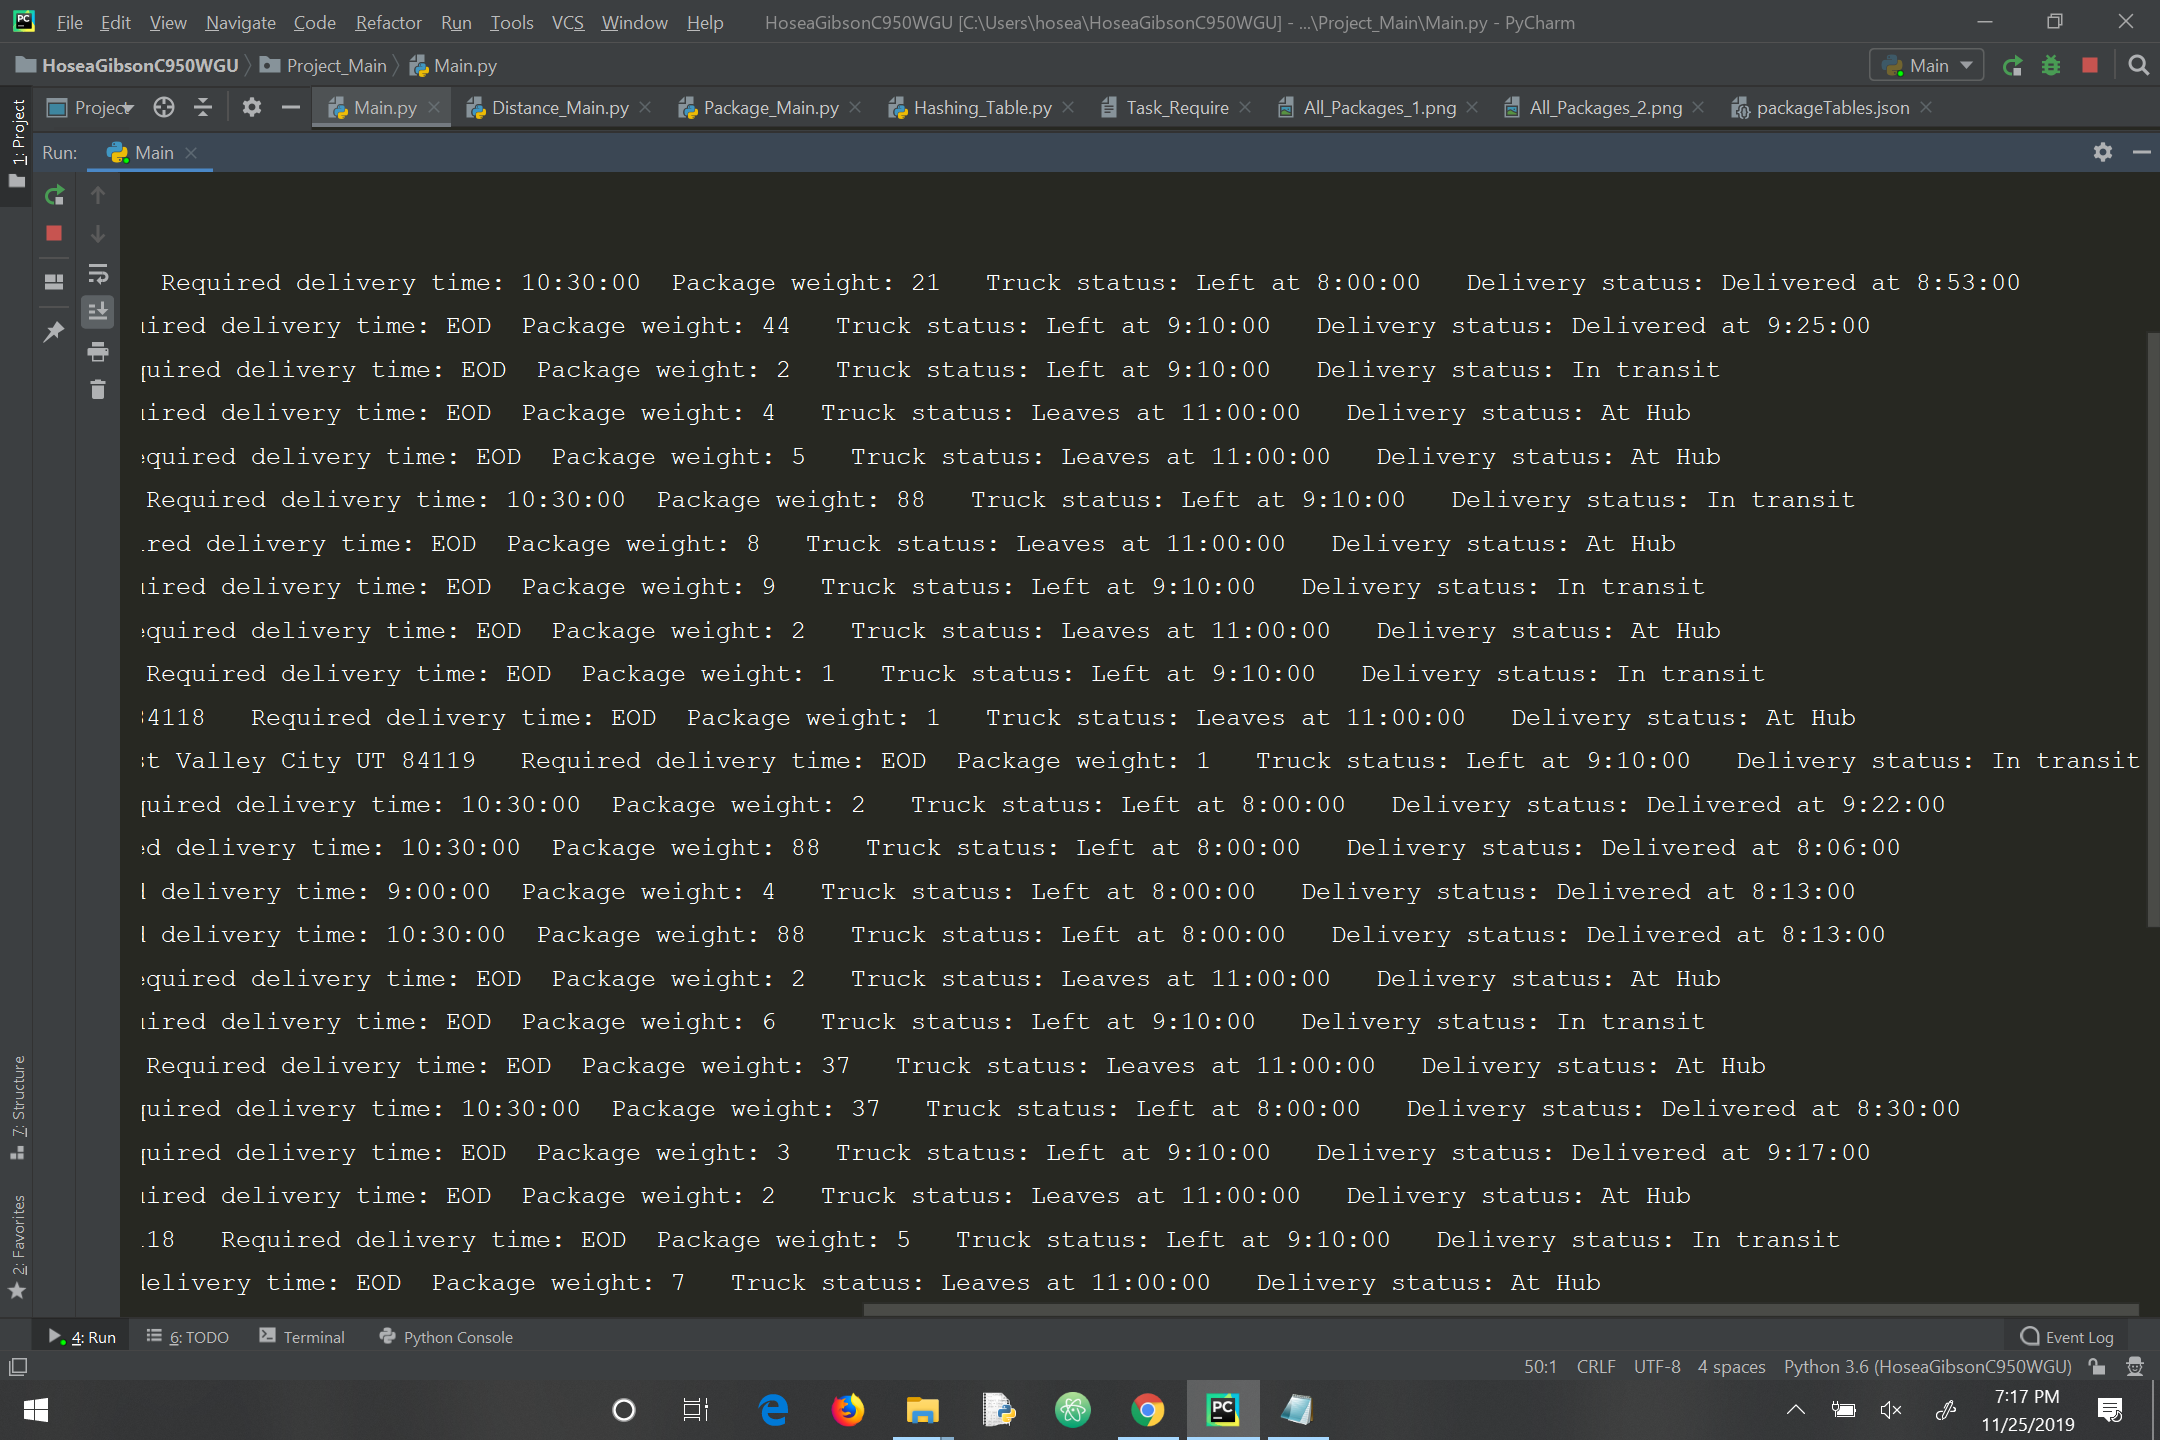 File Edit View Navigate Code Refactor Run Tools VCS Window Help HoseaGibsonC950WGU [C:\Users\hosea\HoseaGibsonC950WGU] - ...\Project_Main\Main.py - PyCharm
HoseaGibsonC950WGU Project_Main Main.py Main
Project Main.py Distance_Main.py Package_Main.py Hashing_Table.py Task_Require All_Packages_1.png All_Packages_2.png packageTables.json
1: Project
Run: Main
Required delivery time: 10:30:00 Package weight: 21 Truck status: Left at 8:00:00 Delivery status: Delivered at 8:53:00
ired delivery time: EOD Package weight: 44 Truck status: Left at 9:10:00 Delivery status: Delivered at 9:25:00
quired delivery time: EOD Package weight: 2 Truck status: Left at 9:10:00 Delivery status: In transit
ired delivery time: EOD Package weight: 4 Truck status: Leaves at 11:00:00 Delivery status: At Hub
equired delivery time: EOD Package weight: 5 Truck status: Leaves at 11:00:00 Delivery status: At Hub
Required delivery time: 10:30:00 Package weight: 88 Truck status: Left at 9:10:00 Delivery status: In transit
red delivery time: EOD Package weight: 8 Truck status: Leaves at 11:00:00 Delivery status: At Hub
ired delivery time: EOD Package weight: 9 Truck status: Left at 9:10:00 Delivery status: In transit
equired delivery time: EOD Package weight: 2 Truck status: Leaves at 11:00:00 Delivery status: At Hub
Required delivery time: EOD Package weight: 1 Truck status: Left at 9:10:00 Delivery status: In transit
84118 Required delivery time: EOD Package weight: 1 Truck status: Leaves at 11:00:00 Delivery status: At Hub
st Valley City UT 84119 Required delivery time: EOD Package weight: 1 Truck status: Left at 9:10:00 Delivery status: In transit
quired delivery time: 10:30:00 Package weight: 2 Truck status: Left at 8:00:00 Delivery status: Delivered at 9:22:00
ed delivery time: 10:30:00 Package weight: 88 Truck status: Left at 8:00:00 Delivery status: Delivered at 8:06:00
d delivery time: 9:00:00 Package weight: 4 Truck status: Left at 8:00:00 Delivery status: Delivered at 8:13:00
d delivery time: 10:30:00 Package weight: 88 Truck status: Left at 8:00:00 Delivery status: Delivered at 8:13:00
equired delivery time: EOD Package weight: 2 Truck status: Leaves at 11:00:00 Delivery status: At Hub
ired delivery time: EOD Package weight: 6 Truck status: Left at 9:10:00 Delivery status: In transit
Required delivery time: EOD Package weight: 37 Truck status: Leaves at 11:00:00 Delivery status: At Hub
quired delivery time: 10:30:00 Package weight: 37 Truck status: Left at 8:00:00 Delivery status: Delivered at 8:30:00
quired delivery time: EOD Package weight: 3 Truck status: Left at 9:10:00 Delivery status: Delivered at 9:17:00
ired delivery time: EOD Package weight: 2 Truck status: Leaves at 11:00:00 Delivery status: At Hub
18 Required delivery time: EOD Package weight: 5 Truck status: Left at 9:10:00 Delivery status: In transit
delivery time: EOD Package weight: 7 Truck status: Leaves at 11:00:00 Delivery status: At Hub
7: Structure
2: Favorites
4: Run 6: TODO Terminal Python Console Event Log
50:1 CRLF UTF-8 4 spaces Python 3.6 (HoseaGibsonC950WGU)
PC
7:17 PM
11/25/2019